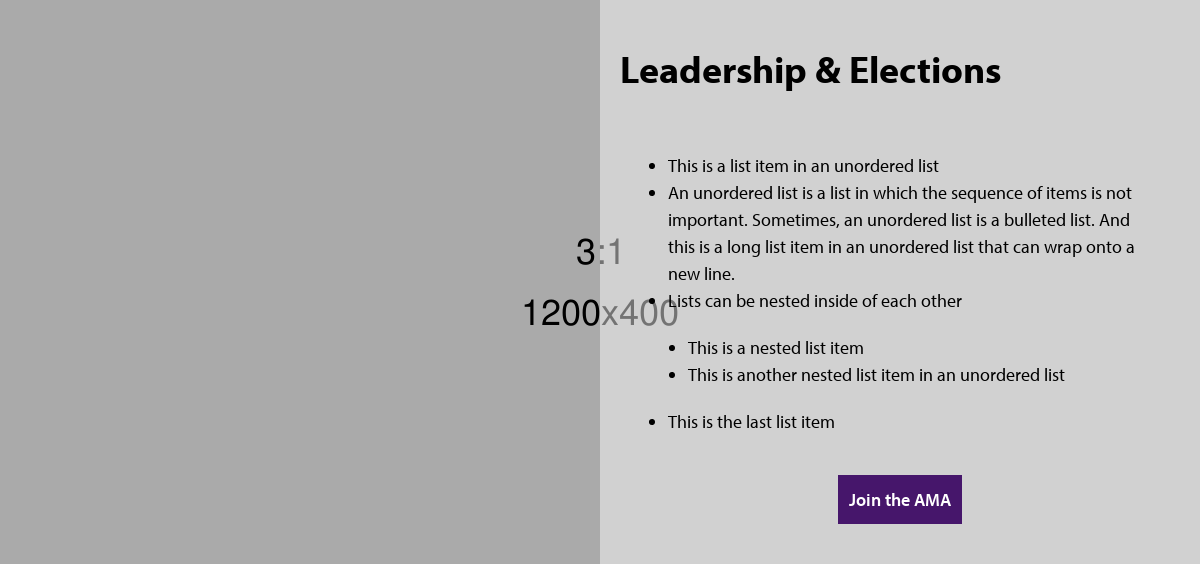 Leadership & Elections
• This is a list item in an unordered list
• An unordered list is a list in which the sequence of items is not
important. Sometimes, an unordered list is a bulleted list. And
this is a long list item in an unordered list that can wrap onto a
new line.
• Lists can be nested inside of each other
• This is a nested list item
• This is another nested list item in an unordered list
• This is the last list item
Join the AMA
3:1
1200x400